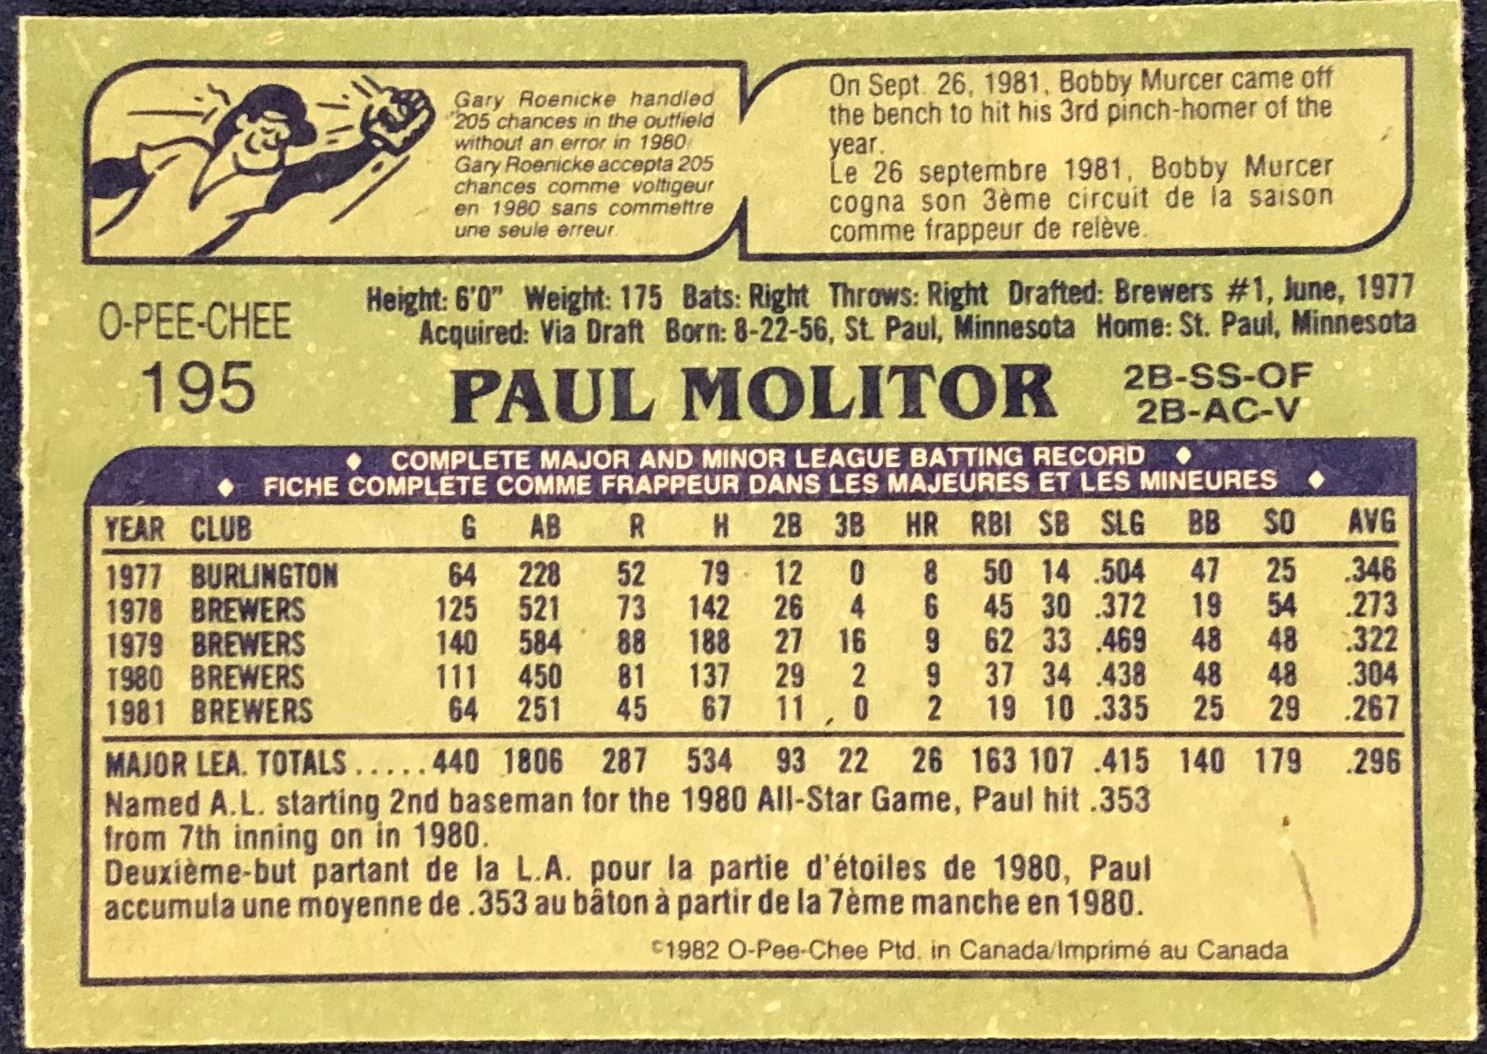 Gary Roenicke handled
205 chances in the outfield
without an error in 1980.
Gary Roenicke accepta 205
chances comme voltigeur
en 1980 sans commettre
une seule erreur.
On Sept. 26, 1981, Bobby Murcer came off
the bench to hit his 3rd pinch-homer of the
year.
Le 26 septembre 1981, Bobby Murcer
cogna son 3ème circuit de la saison
comme frappeur de relève.
O-PEE-CHEE
195
Height: 6'0" Weight: 175 Bats: Right Throws: Right Drafted: Brewers #1, June, 1977
Acquired: Via Draft Born: 8-22-56, St. Paul, Minnesota Home: St. Paul, Minnesota
PAUL MOLITOR
2B-SS-OF
2B-AC-V
♦ COMPLETE MAJOR AND MINOR LEAGUE BATTING RECORD ♦
♦ FICHE COMPLETE COMME FRAPPEUR DANS LES MAJEURES ET LES MINEURES ♦
YEAR CLUB G AB R H 2B 3B HR RBI SB SLG BB SO AVG
1977 BURLINGTON 64 228 52 79 12 0 8 50 14 .504 47 25 .346
1978 BREWERS 125 521 73 142 26 4 6 45 30 .372 19 54 .273
1979 BREWERS 140 584 88 188 27 16 9 62 33 .469 48 48 .322
1980 BREWERS 111 450 81 137 29 2 9 37 34 .438 48 48 .304
1981 BREWERS 64 251 45 67 11 0 2 19 10 .335 25 29 .267
MAJOR LEA. TOTALS.....440 1806 287 534 93 22 26 163 107 .415 140 179 .296
Named A.L. starting 2nd baseman for the 1980 All-Star Game, Paul hit .353
from 7th inning on in 1980.
Deuxième-but partant de la L.A. pour la partie d'étoiles de 1980, Paul
accumula une moyenne de .353 au bâton à partir de la 7ème manche en 1980.
©1982 O-Pee-Chee Ptd. in Canada/Imprimé au Canada